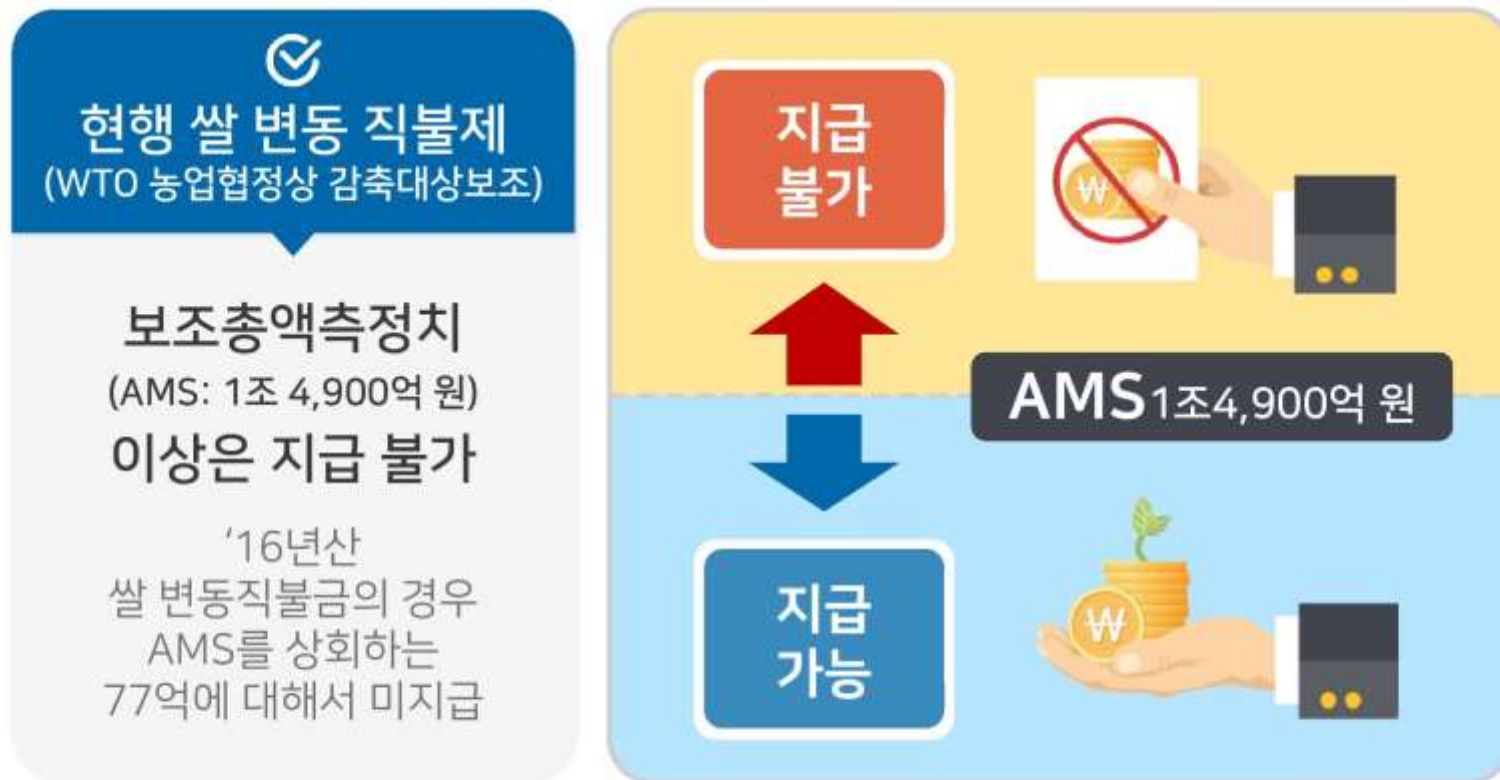 현행 쌀 변동 직불제
(WTO 농업협정상 감축대상보조)
보조총액측정치
(AMS: 1조 4,900억 원)
이상은 지급 불가
‘16년산
쌀 변동직불금의 경우
AMS를 상회하는
77억에 대해서 미지급
지급
불가
₩
AMS 1조4,900억 원
지급
가능
₩